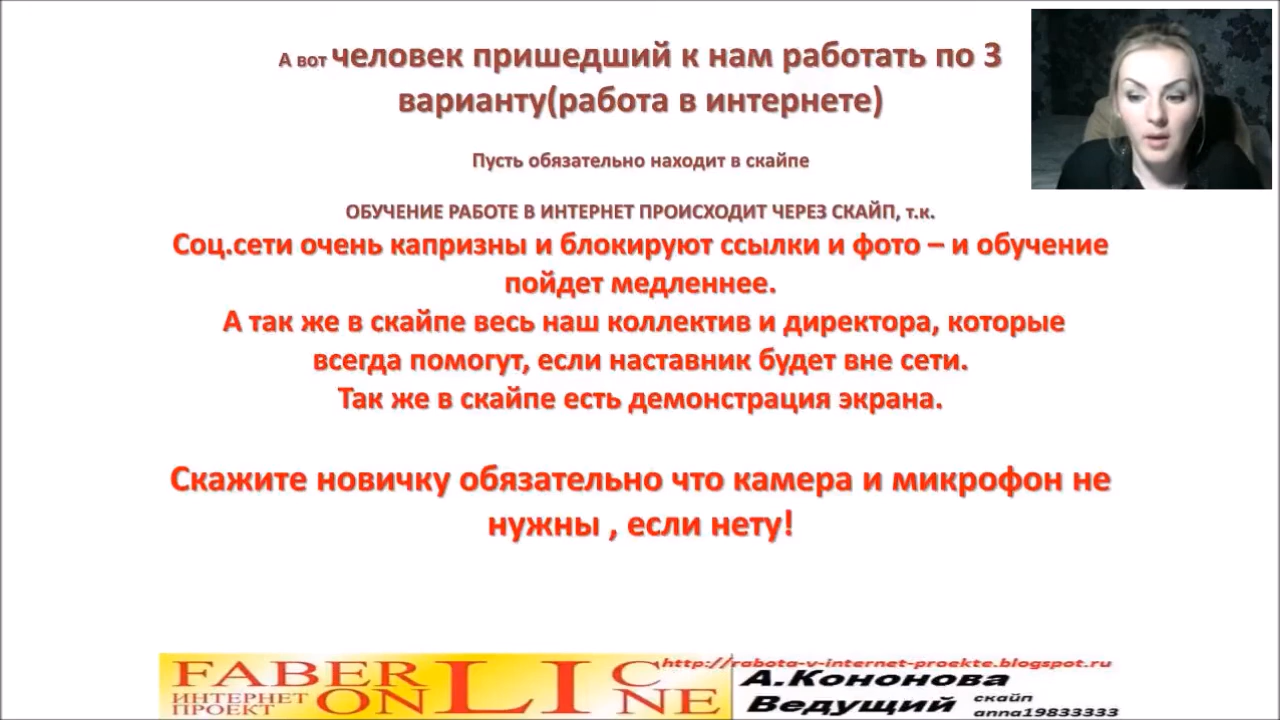 А вот человек пришедший к нам работать по 3
варианту(работа в интернете)
Пусть обязательно находит в скайпе
ОБУЧЕНИЕ РАБОТЕ В ИНТЕРНЕТ ПРОИСХОДИТ ЧЕРЕЗ СКАЙП, т.к.
Соц.сети очень капризны и блокируют ссылки и фото – и обучение
пойдет медленнее.
А так же в скайпе весь наш коллектив и директора, которые
всегда помогут, если наставник будет вне сети.
Так же в скайпе есть демонстрация экрана.
Скажите новичку обязательно что камера и микрофон не
нужны , если нету!
FABERLIC
ИНТЕРНЕТ
ПРОЕКТ
ONLINE
http://rabota-v-internet-proekte.blogspot.ru
А.Кононова
Ведущий
скайп
anna19833333